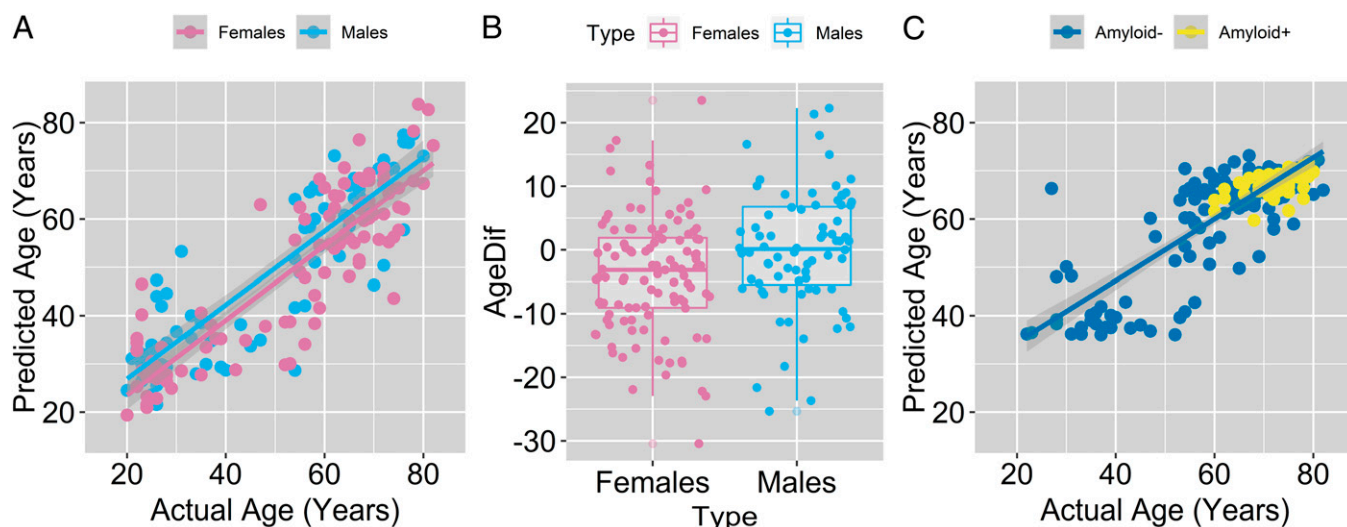 A
Females
Males
Predicted Age (Years)
80
60
40
20
20
40
60
80
Actual Age (Years)
B
Type
Females
Males
AgeDif
20
10
0
-10
-20
-30
Females
Males
Type
C
Amyloid-
Amyloid+
Predicted Age (Years)
80
60
40
20
20
40
60
80
Actual Age (Years)